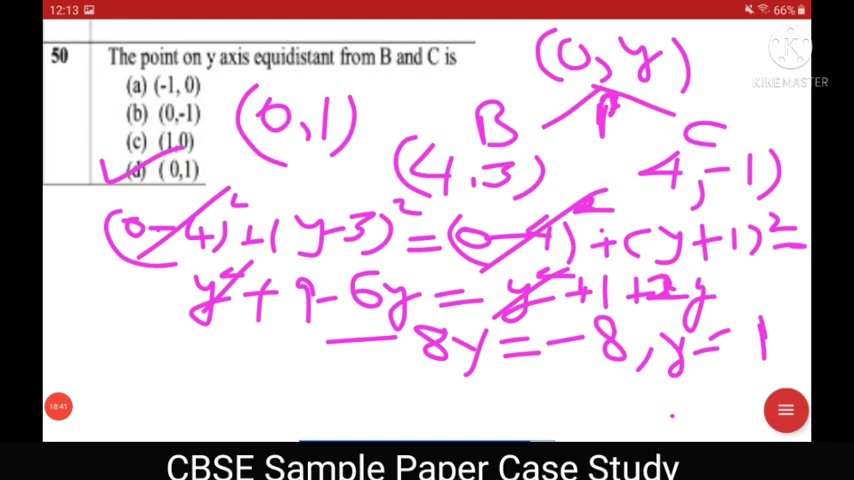 12:13 66%
50 The point on y axis equidistant from B and C is
(a) (-1, 0)
(b) (0,-1)
(c) (1,0)
(d) ( 0,1)
(0, y)
P
KINEMASTER
(0,1)
B C
(4,3) 4,-1)
(0-4)²+(y-3)²=(0-4)²+(y+1)²=
y²+9-6y=y²+1+2y
-8y=-8,y=1
18:41
CBSE Sample Paper Case Study